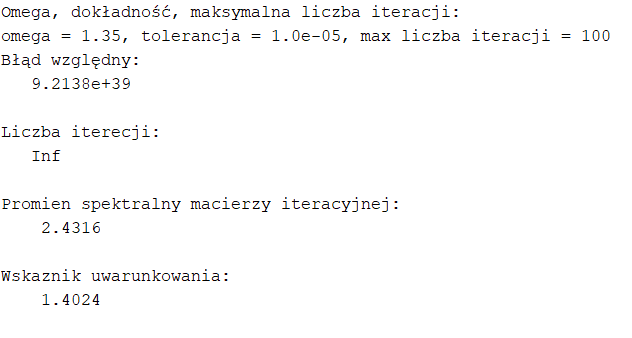 Omega, dokładność, maksymalna liczba iteracji:
omega = 1.35, tolerancja = 1.0e-05, max liczba iteracji = 100
Błąd względny:
9.2138e+39
Liczba iterecji:
Inf
Promien spektralny macierzy iteracyjnej:
2.4316
Wskaznik uwarunkowania:
1.4024